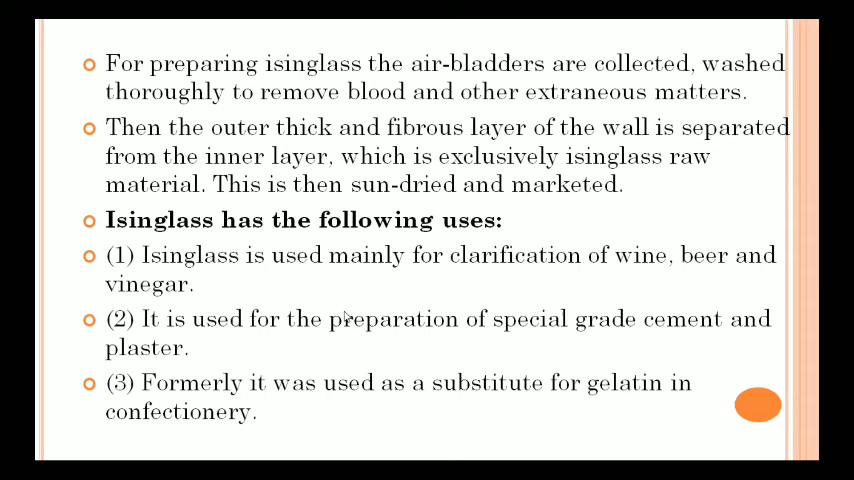 For preparing isinglass the air-bladders are collected, washed
thoroughly to remove blood and other extraneous matters.
Then the outer thick and fibrous layer of the wall is separated
from the inner layer, which is exclusively isinglass raw
material. This is then sun-dried and marketed.
Isinglass has the following uses:
(1) Isinglass is used mainly for clarification of wine, beer and
vinegar.
(2) It is used for the preparation of special grade cement and
plaster.
(3) Formerly it was used as a substitute for gelatin in
confectionery.